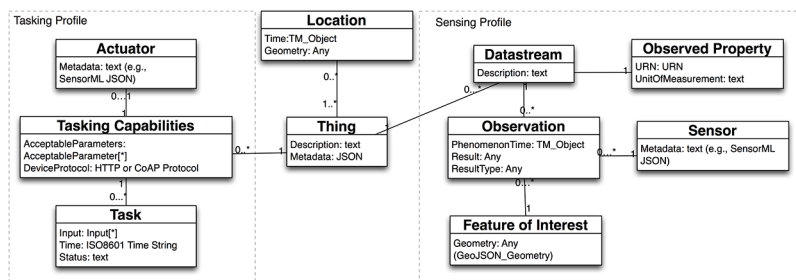 Tasking Profile
Actuator
Metadata: text (e.g.,
SensorML JSON)
0...1
1
Tasking Capabilities
AcceptableParameters:
AcceptableParameter[*]
DeviceProtocol: HTTP or CoAP Protocol
1
0...*
Task
Input: Input[*]
Time: ISO8601 Time String
Status: text
Location
Time:TM_Object
Geometry: Any
0..*
1..*
Thing
Description: text
Metadata: JSON
0..*
1
1
Sensing Profile
Datastream
Description: text
0...*
1
1
0..*
Observed Property
URN: URN
UnitOfMeasurement: text
Observation
PhenomenonTime: TM_Object
Result: Any
ResultType: Any
0...*
1
Sensor
Metadata: text (e.g., SensorML
JSON)
0...*
1
Feature of Interest
Geometry: Any
(GeoJSON_Geometry)